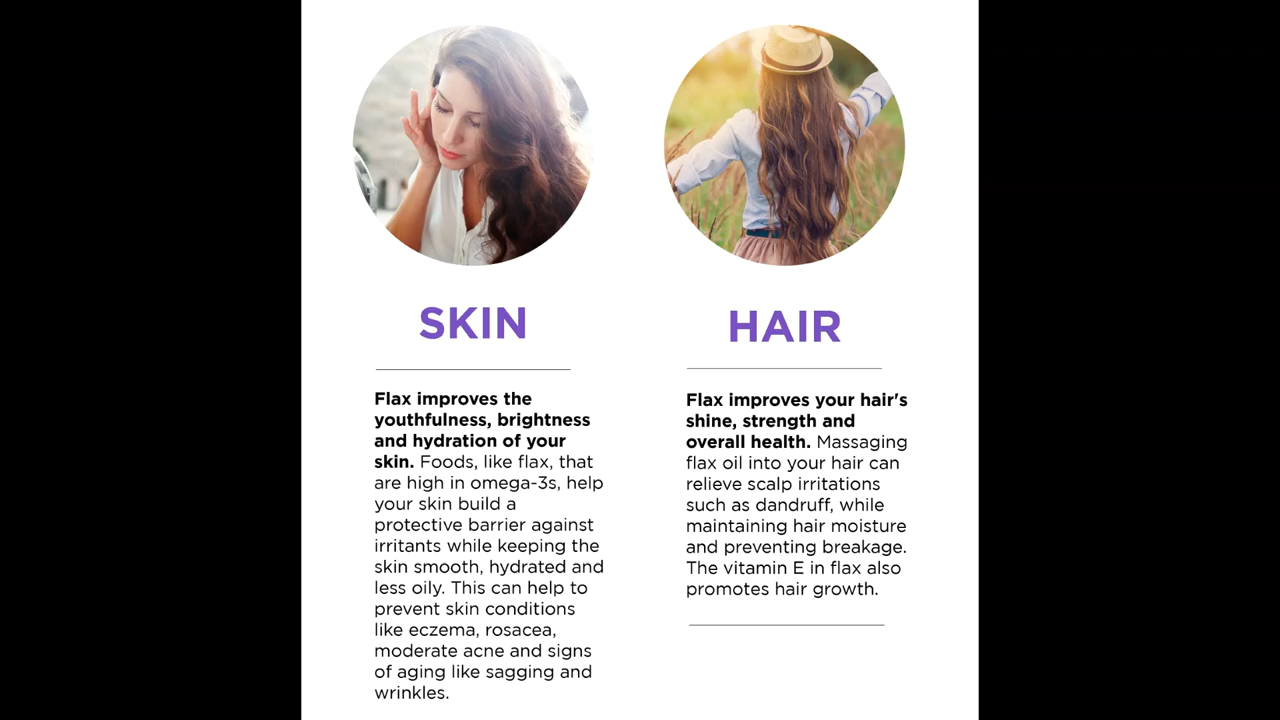 SKIN
Flax improves the
youthfulness, brightness
and hydration of your
skin. Foods, like flax, that
are high in omega-3s, help
your skin build a
protective barrier against
irritants while keeping the
skin smooth, hydrated and
less oily. This can help to
prevent skin conditions
like eczema, rosacea,
moderate acne and signs
of aging like sagging and
wrinkles.
HAIR
Flax improves your hair's
shine, strength and
overall health. Massaging
flax oil into your hair can
relieve scalp irritations
such as dandruff, while
maintaining hair moisture
and preventing breakage.
The vitamin E in flax also
promotes hair growth.